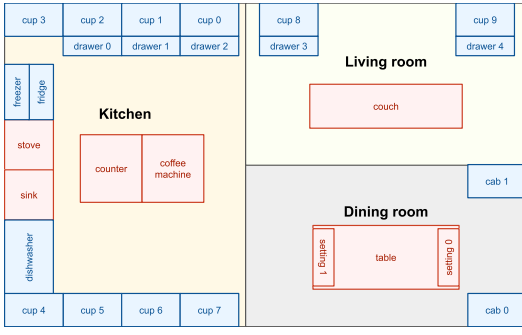 cup 3
cup 2
cup 1
cup 0
cup 8
cup 9
drawer 0
drawer 1
drawer 2
drawer 3
drawer 4
Living room
freezer
fridge
Kitchen
couch
stove
counter
coffee
machine
sink
cab 1
Dining room
dishwasher
setting 1
table
setting 0
cup 4
cup 5
cup 6
cup 7
cab 0